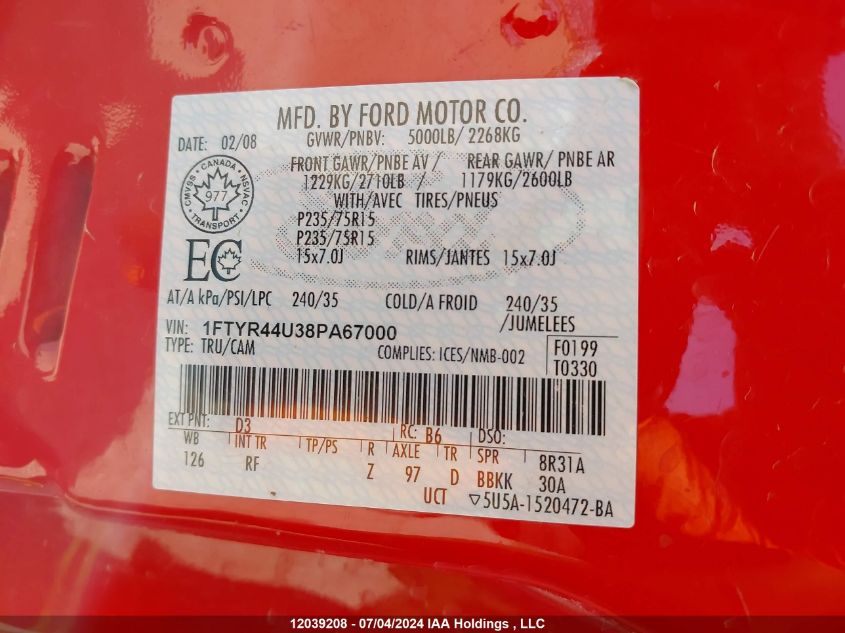 MFD. BY FORD MOTOR CO.
DATE: 02/08 GVWR/PNBV: 5000LB/ 2268KG
FRONT GAWR/PNBE AV / REAR GAWR/ PNBE AR
1229KG/2710LB 1179KG/2600LB
WITH/AVEC TIRES/PNEUS
P235/75R15
P235/75R15
15x7.0J RIMS/JANTES 15x7.0J
CANADA
CMVSS NSVAC
977
TRANSPORT
EC
AT/A kPa/PSI/LPC 240/35 COLD/A FROID 240/35
/JUMELEES
VIN: 1FTYR44U38PA67000
TYPE: TRU/CAM COMPLIES: ICES/NMB-002 F0199
T0330
EXT PNT: D3 RC: B6 DSO:
WB INT TR TP/PS R AXLE TR SPR 8R31A
126 RF Z 97 D BBKK 30A
UCT ▽5U5A-1520472-BA
12039208 - 07/04/2024 IAA Holdings , LLC